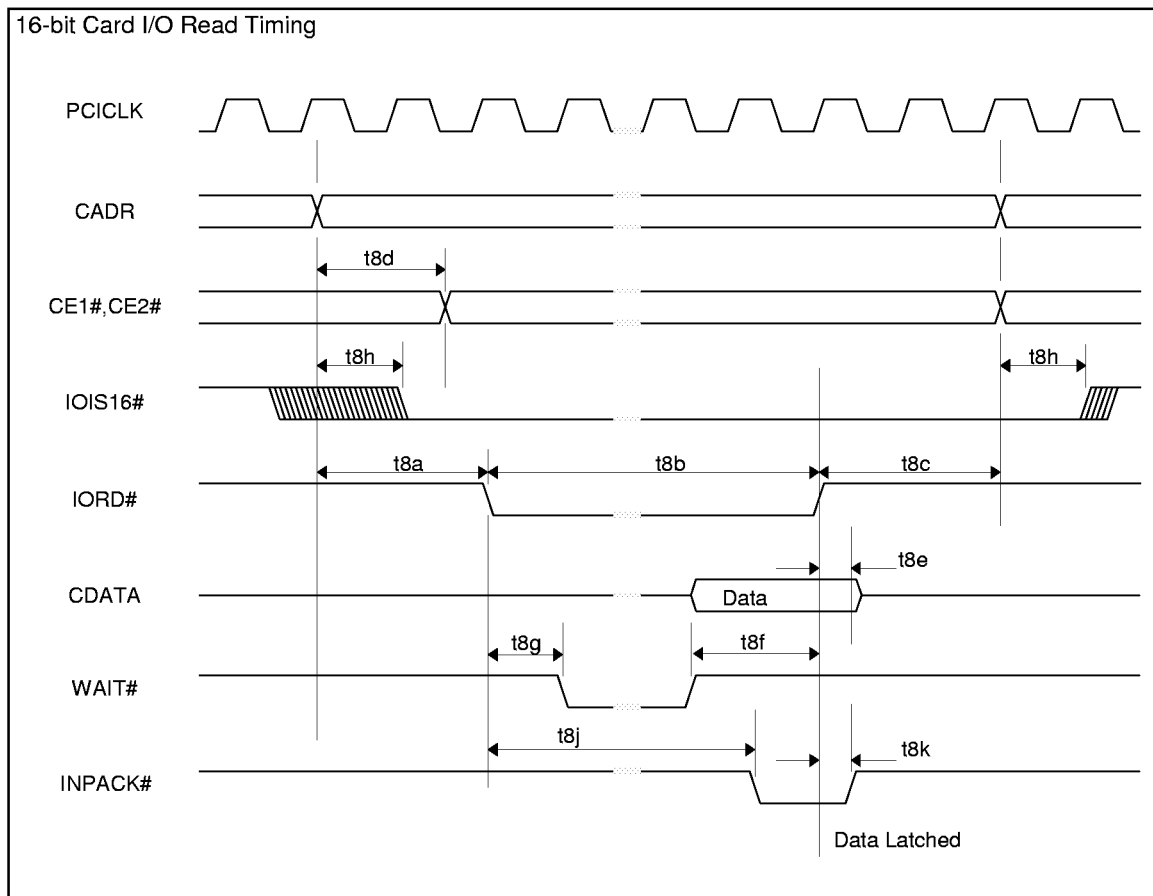 16-bit Card I/O Read Timing
PCICLK
CADR
t8d
CE1#,CE2#
t8h
t8h
IOIS16#
t8a
t8b
t8c
IORD#
t8e
CDATA
Data
t8g
t8f
WAIT#
t8j
t8k
INPACK#
Data Latched